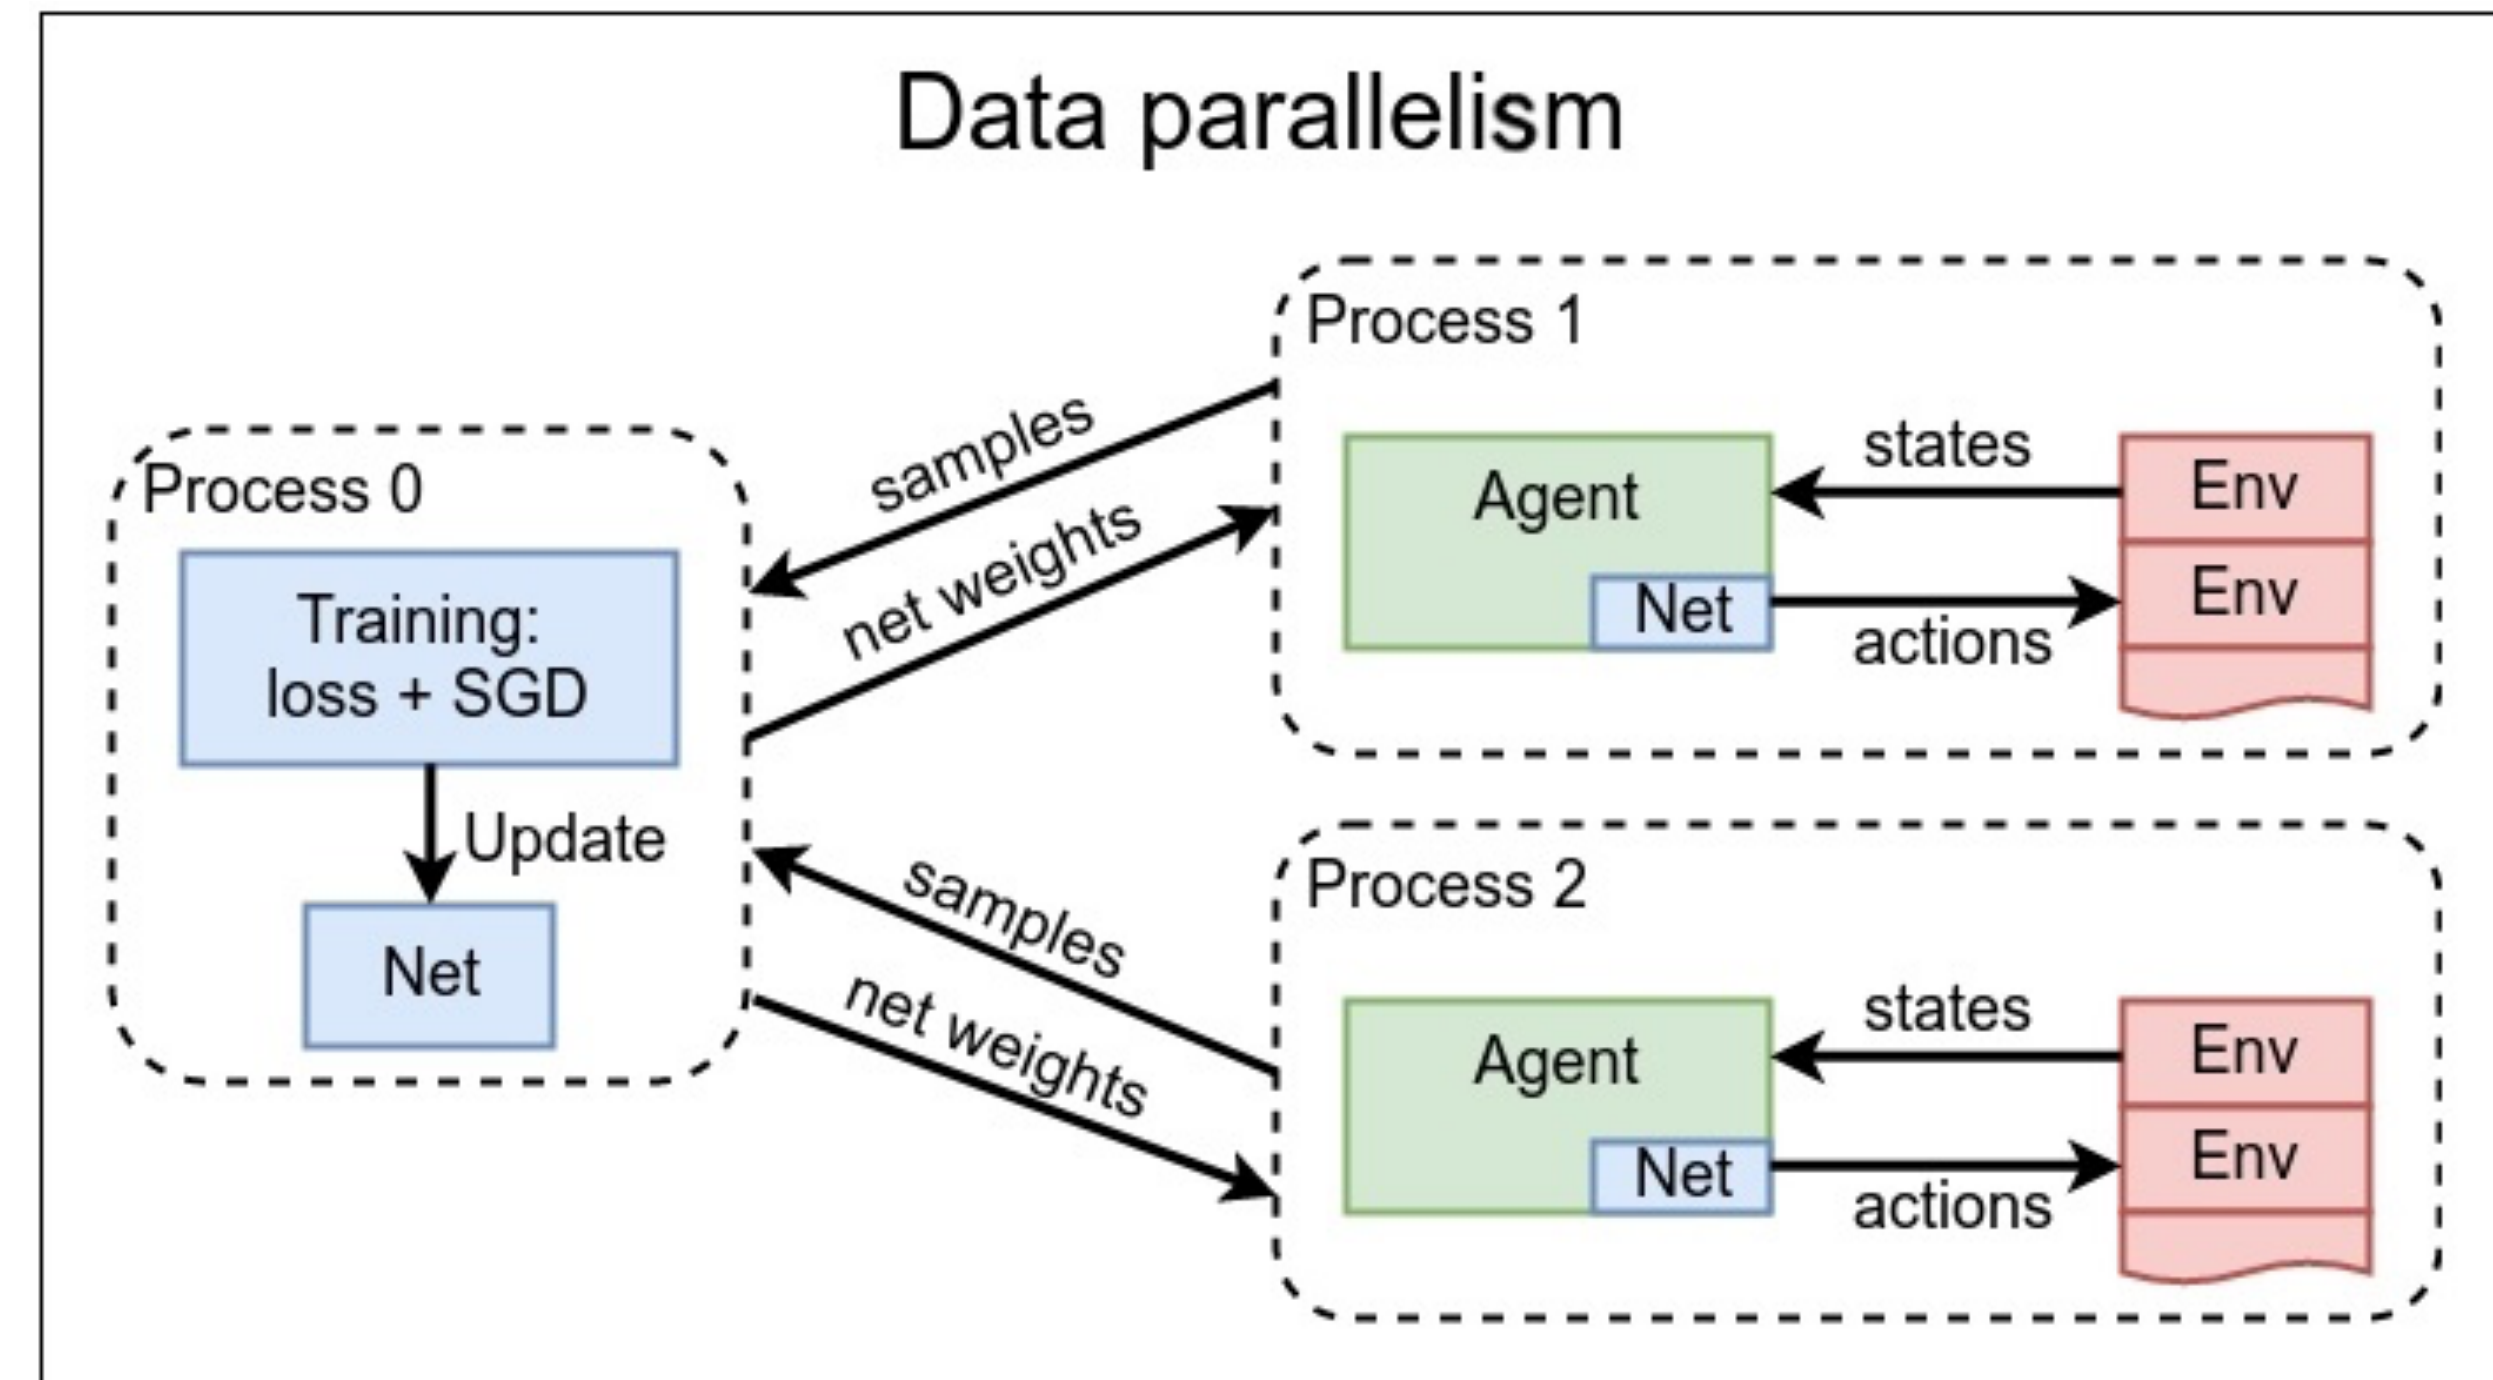 Data parallelism
Process 0
Training:
loss + SGD
Update
Net
samples
net weights
samples
net weights
Process 1
Agent
Net
states
actions
Env
Env
Process 2
Agent
Net
states
actions
Env
Env